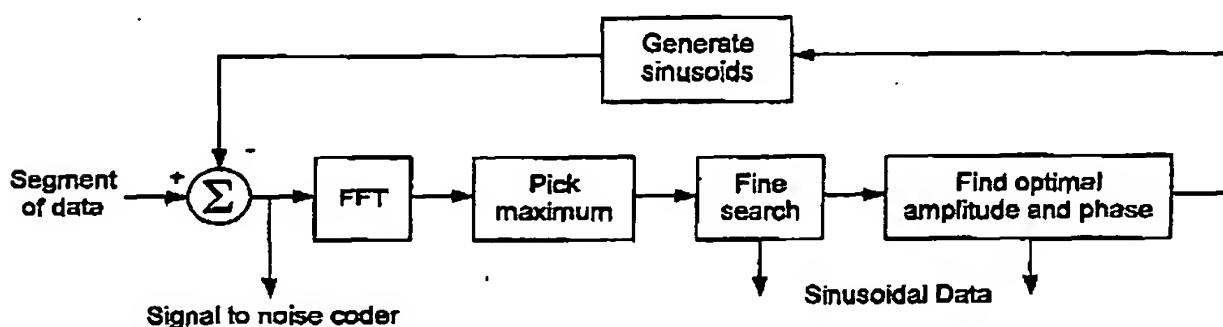 Generate
sinusoids
-
Segment
of data
+
Σ
FFT
Pick
maximum
Fine
search
Find optimal
amplitude and phase
Sinusoidal Data
Signal to noise coder